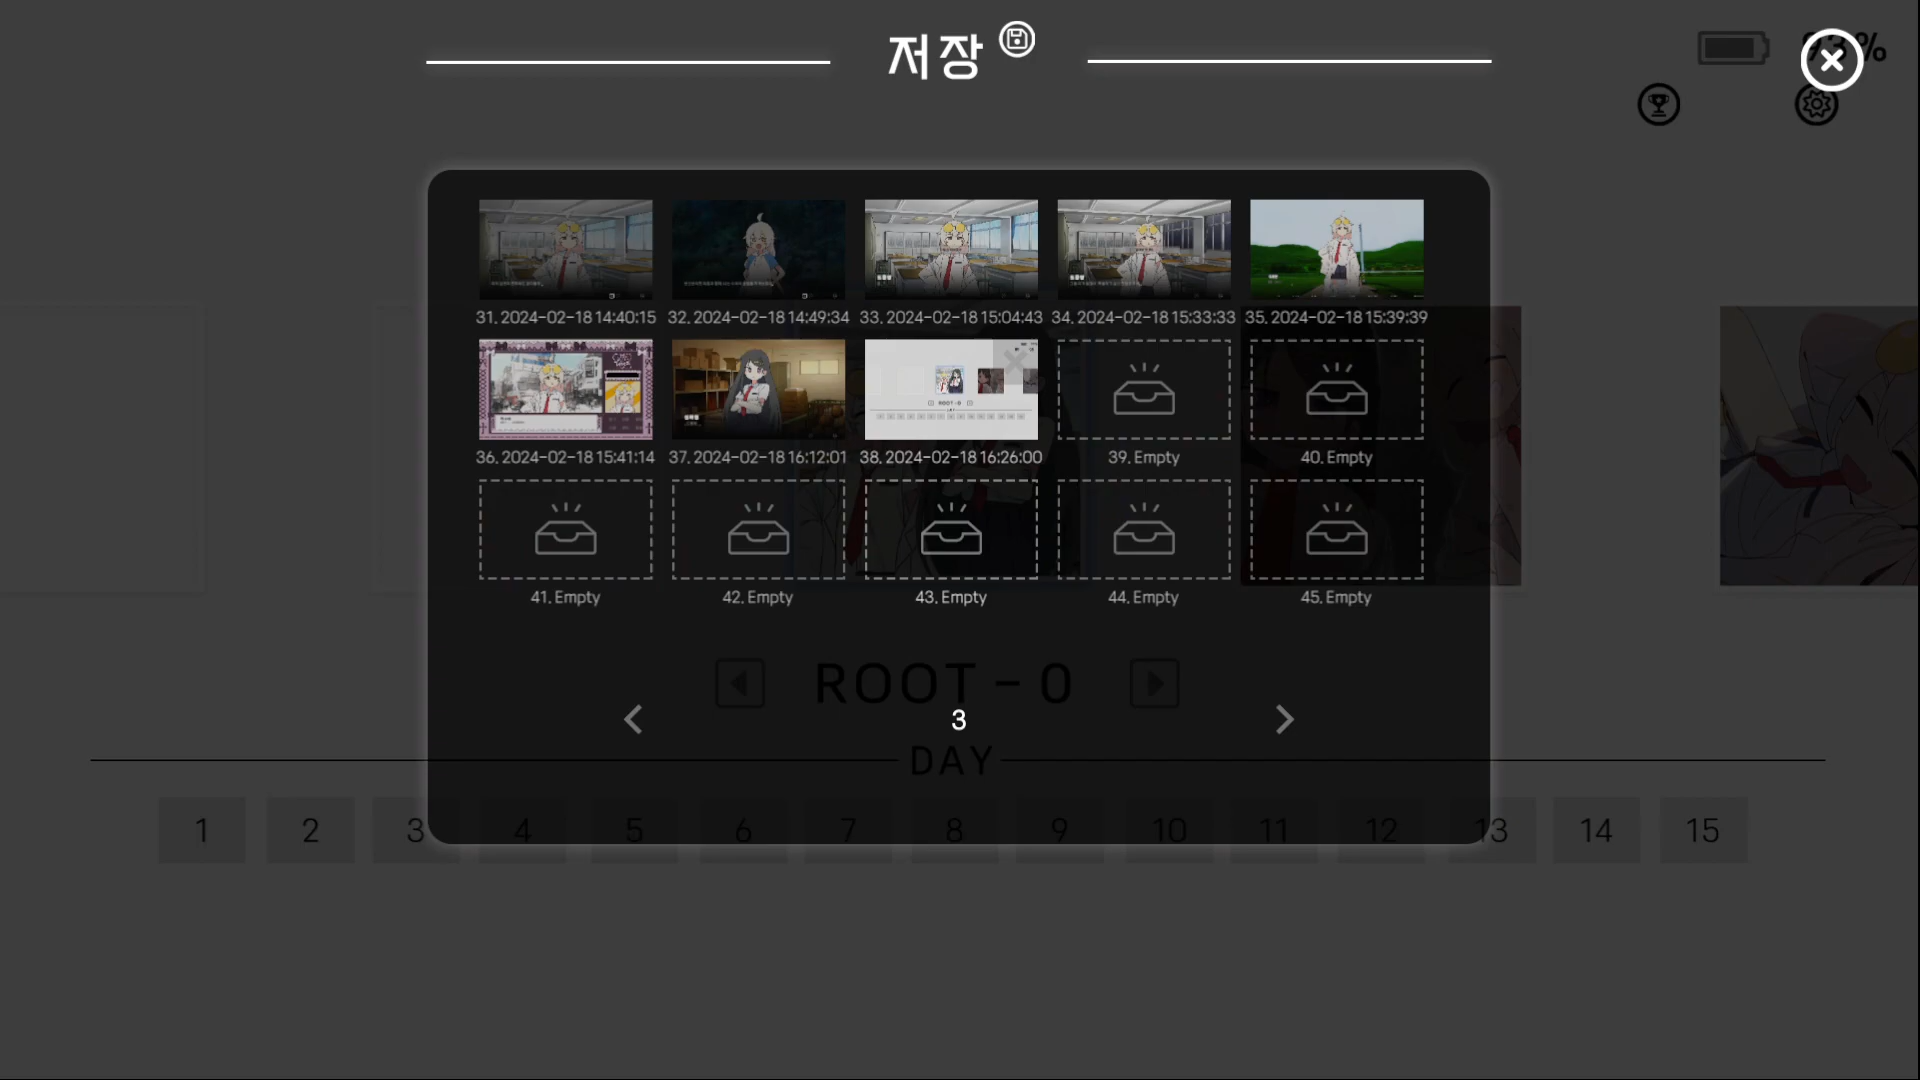 저장
93%
31. 2024-02-18 14:40:15
32. 2024-02-18 14:49:34
33. 2024-02-18 15:04:43
34. 2024-02-18 15:33:33
35. 2024-02-18 15:39:39
ROOT-0
36. 2024-02-18 15:41:14
37. 2024-02-18 16:12:01
38. 2024-02-18 16:26:00
39. Empty
40. Empty
41. Empty
42. Empty
43. Empty
44. Empty
45. Empty
ROOT-0
3
DAY
1 2 3 4 5 6 7 8 9 10 11 12 13 14 15